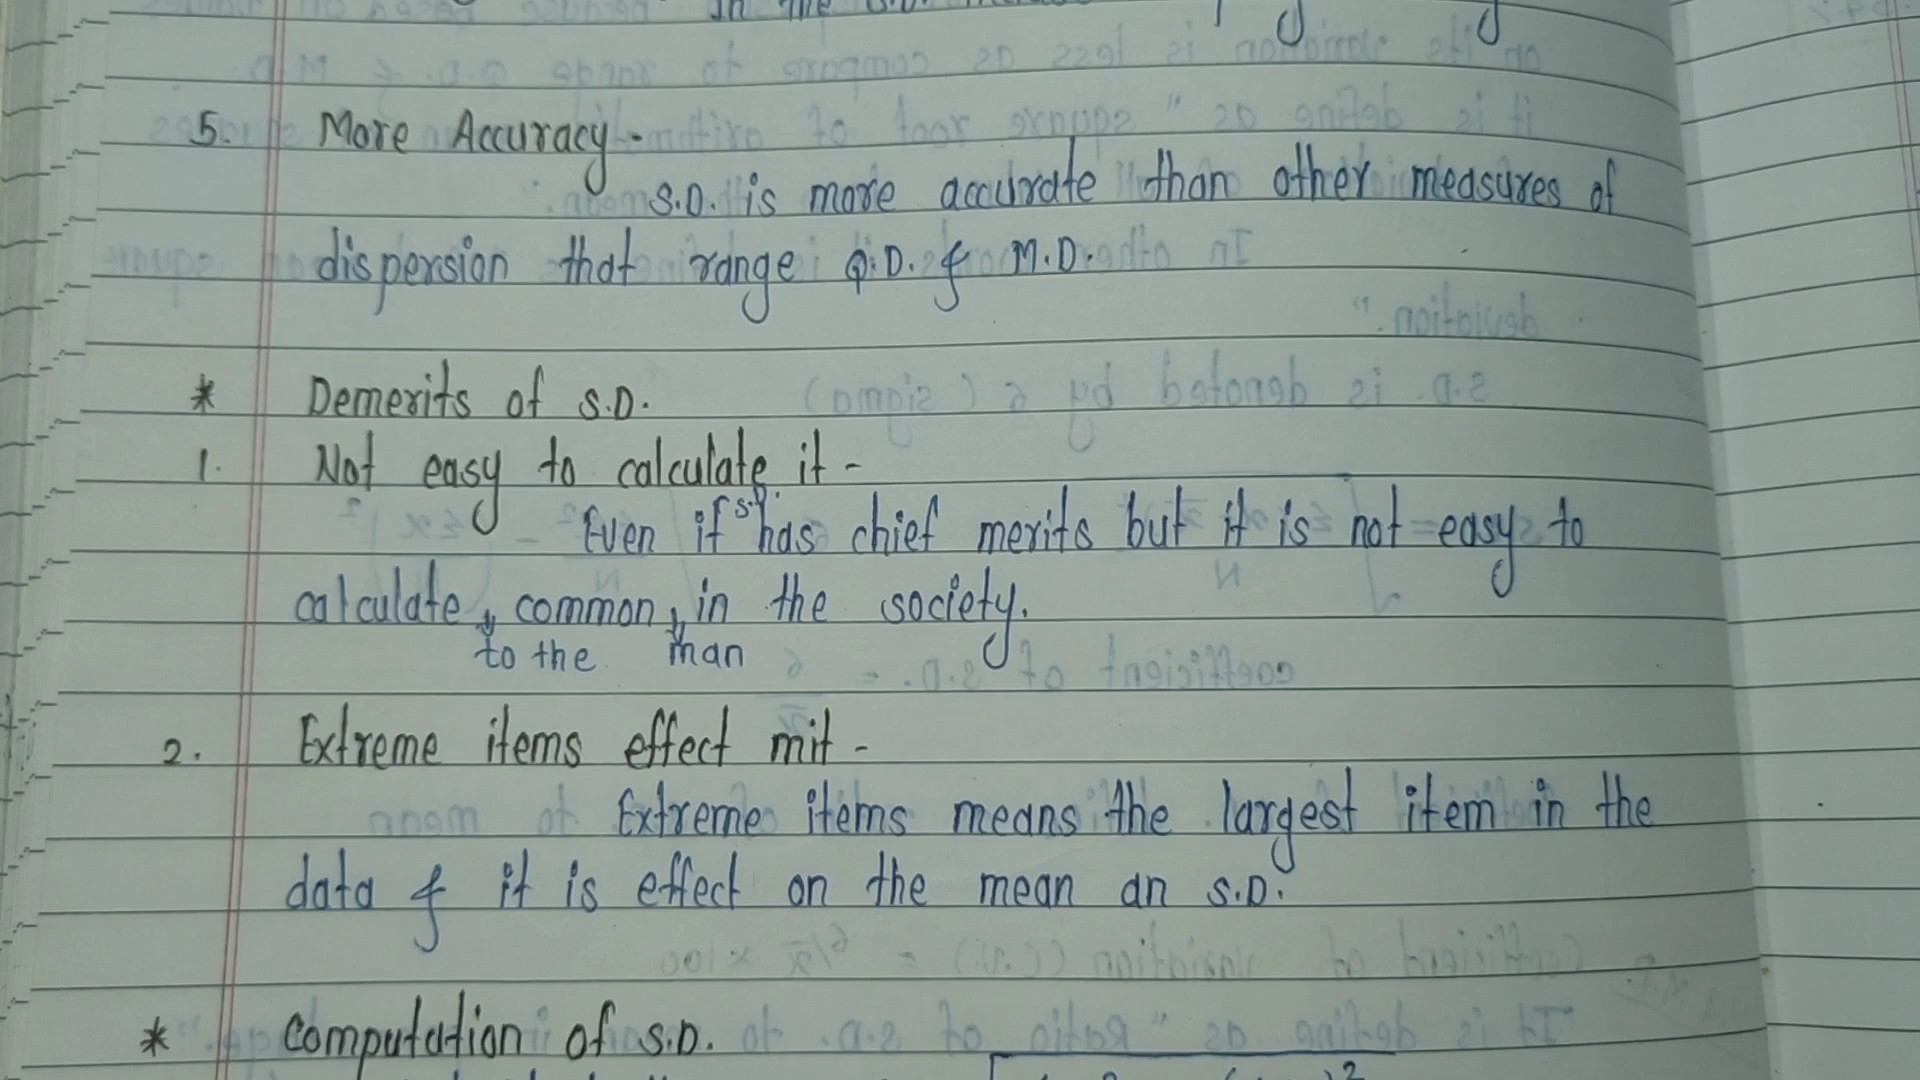 In the S.D.
5. More Accuracy -
S.D. is more accurate than other measures of
dispersion that range Q.D. & M.D.
* Demerits of S.D.
1. Not easy to calculate it -
Even if S.D. has chief merits but it is not easy to
calculate to the common man in the society.
2. Extreme items effect mit -
Extreme items means the largest item in the
data & it is effect on the mean an S.D.
* Computation of S.D.